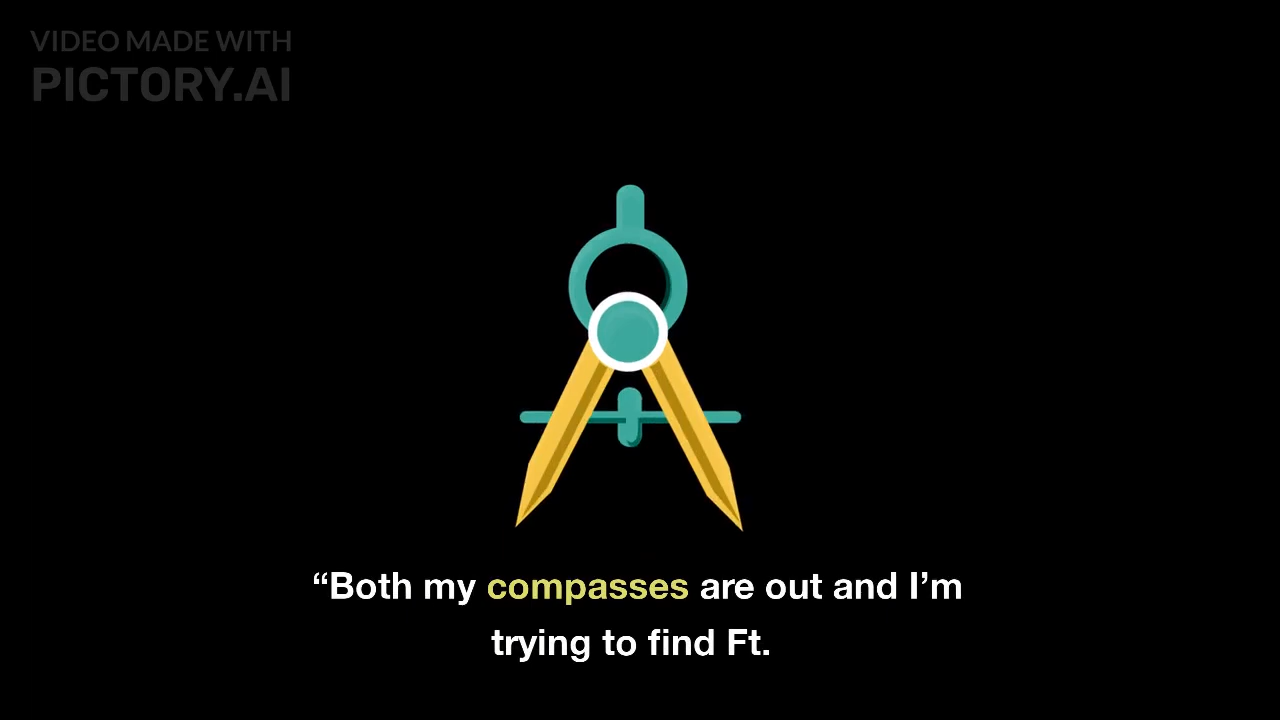 VIDEO MADE WITH
PICTORY.AI
“Both my compasses are out and I’m
trying to find Ft.